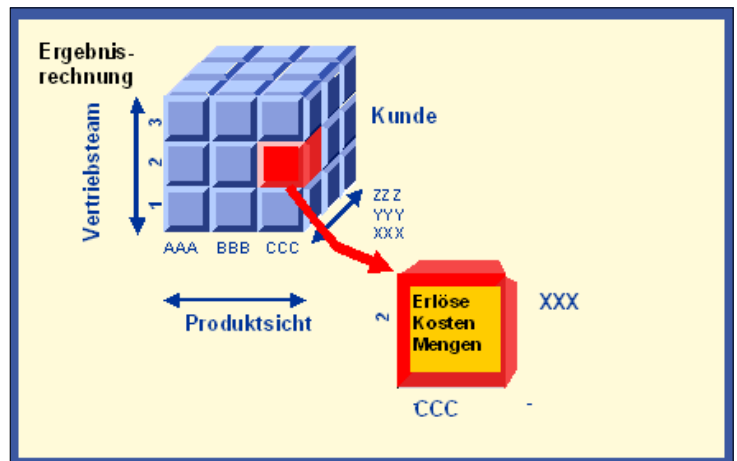 Ergebnis-
rechnung
Vertriebsteam
3
2
1
Kunde
ZZZ
YYY
XXX
AAA BBB CCC
Produktsicht
2
Erlöse
Kosten
Mengen
XXX
CCC